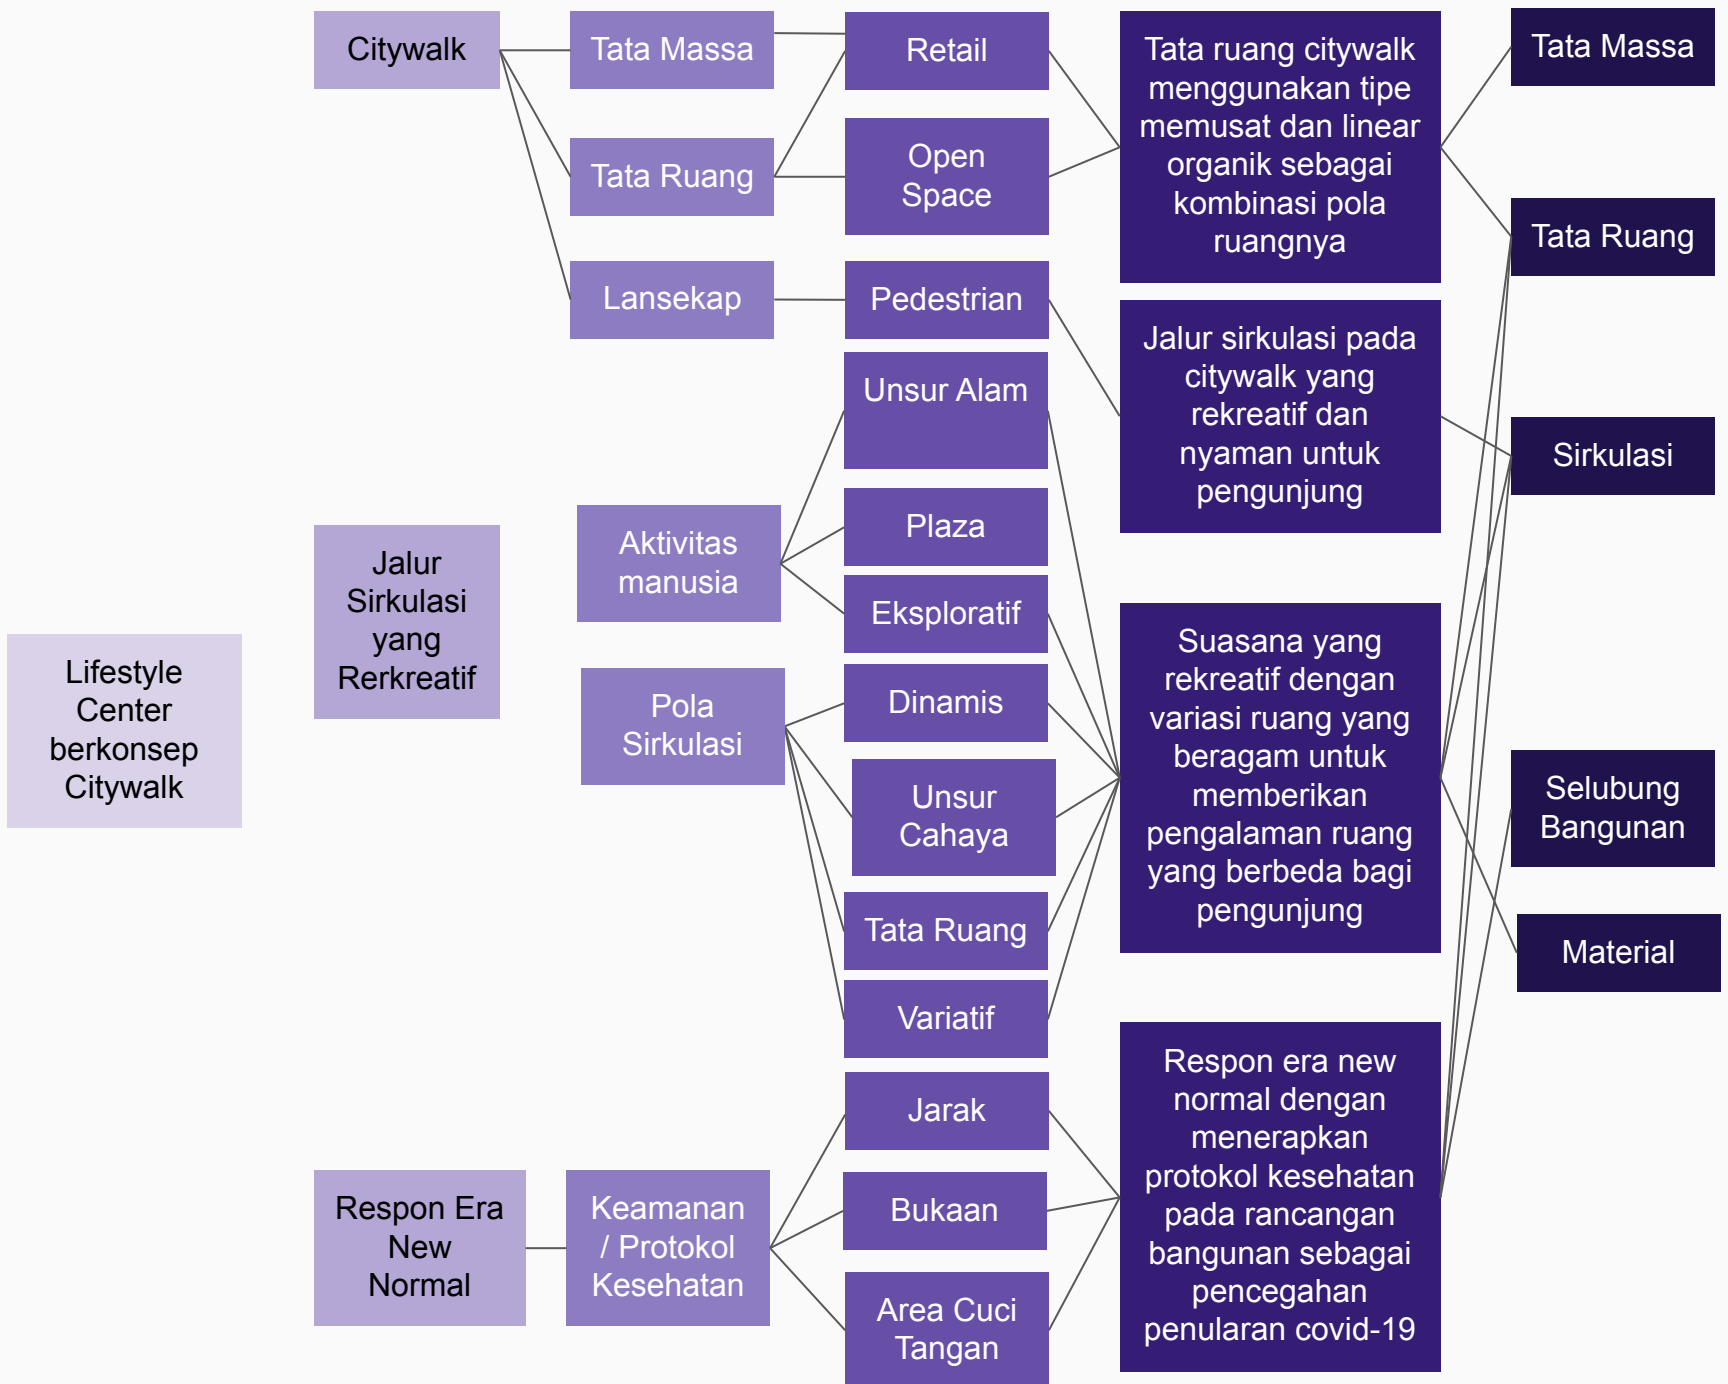 Lifestyle
Center
berkonsep
Citywalk
Citywalk
Jalur
Sirkulasi
yang
Rerkreatif
Respon Era
New
Normal
Tata Massa
Tata Ruang
Lansekap
Aktivitas
manusia
Pola
Sirkulasi
Keamanan
/ Protokol
Kesehatan
Retail
Open
Space
Pedestrian
Unsur Alam
Plaza
Eksploratif
Dinamis
Unsur
Cahaya
Tata Ruang
Variatif
Jarak
Bukaan
Area Cuci
Tangan
Tata ruang citywalk
menggunakan tipe
memusat dan linear
organik sebagai
kombinasi pola
ruangnya
Jalur sirkulasi pada
citywalk yang
rekreatif dan
nyaman untuk
pengunjung
Suasana yang
rekreatif dengan
variasi ruang yang
beragam untuk
memberikan
pengalaman ruang
yang berbeda bagi
pengunjung
Respon era new
normal dengan
menerapkan
protokol kesehatan
pada rancangan
bangunan sebagai
pencegahan
penularan covid-19
Tata Massa
Tata Ruang
Sirkulasi
Selubung
Bangunan
Material